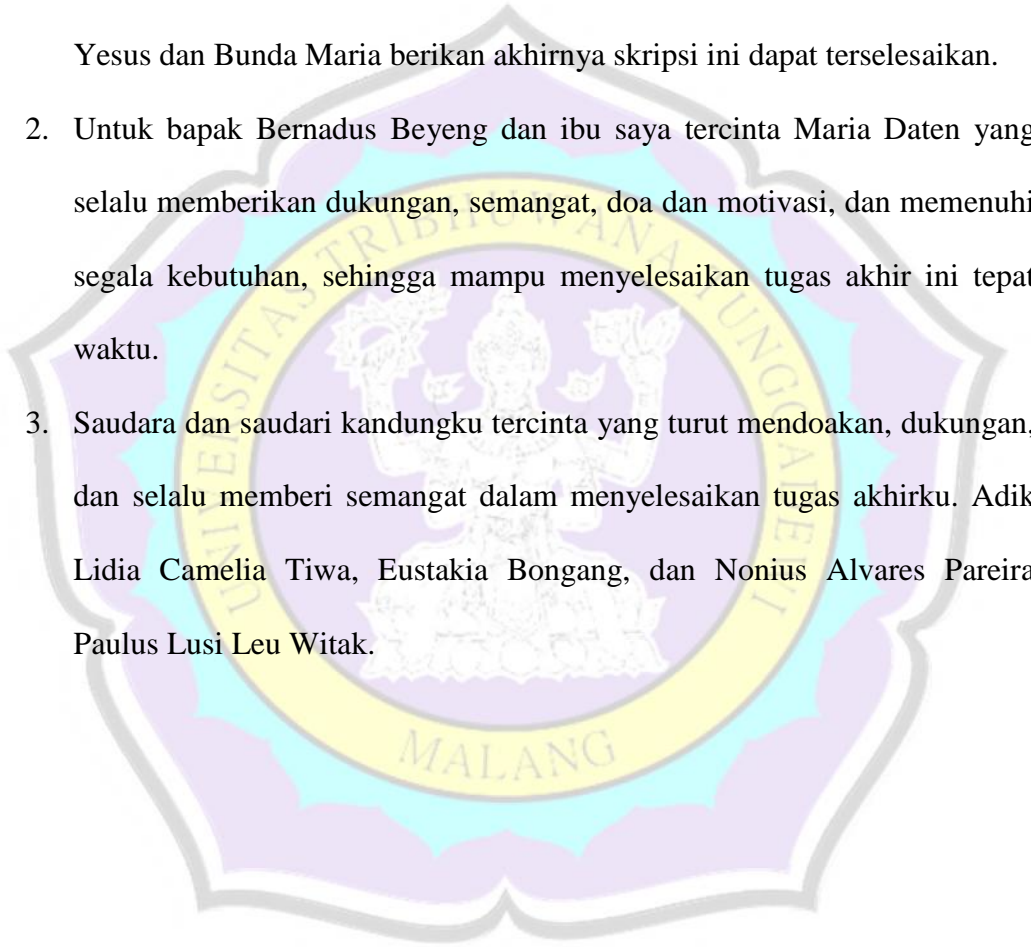 Yesus dan Bunda Maria berikan akhirnya skripsi ini dapat terselesaikan.
2. Untuk bapak Bernadus Beyeng dan ibu saya tercinta Maria Daten yang
selalu memberikan dukungan, semangat, doa dan motivasi, dan memenuhi
segala kebutuhan, sehingga mampu menyelesaikan tugas akhir ini tepat
waktu.
3. Saudara dan saudari kandungku tercinta yang turut mendoakan, dukungan,
dan selalu memberi semangat dalam menyelesaikan tugas akhirku. Adik
Lidia Camelia Tiwa, Eustakia Bongang, dan Nonius Alvares Pareira
Paulus Lusi Leu Witak.
UNIVERSITAS TRIBHUWANA TUNGGADEWI
MALANG